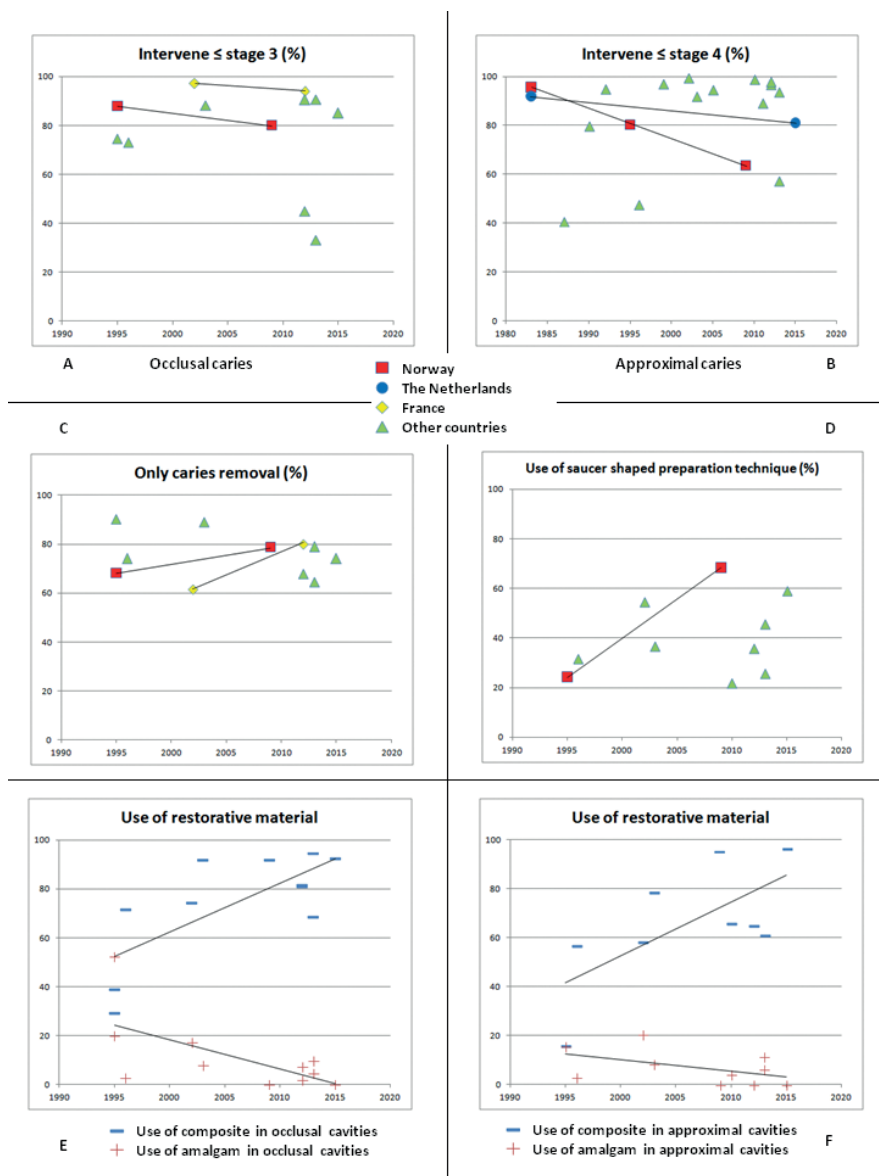 Intervene ≤ stage 3 (%)
100
80
60
40
20
0
1990 1995 2000 2005 2010 2015 2020
A Occlusal caries
Intervene ≤ stage 4 (%)
100
80
60
40
20
0
1980 1985 1990 1995 2000 2005 2010 2015 2020
Approximal caries B
Norway
The Netherlands
France
Other countries
C
Only caries removal (%)
100
80
60
40
20
0
1990 1995 2000 2005 2010 2015 2020
D
Use of saucer shaped preparation technique (%)
100
80
60
40
20
0
1990 1995 2000 2005 2010 2015 2020
Use of restorative material
100
80
60
40
20
0
1990 1995 2000 2005 2010 2015 2020
E
Use of composite in occlusal cavities
Use of amalgam in occlusal cavities
Use of restorative material
100
80
60
40
20
0
1990 1995 2000 2005 2010 2015 2020
Use of composite in approximal cavities
Use of amalgam in approximal cavities
F